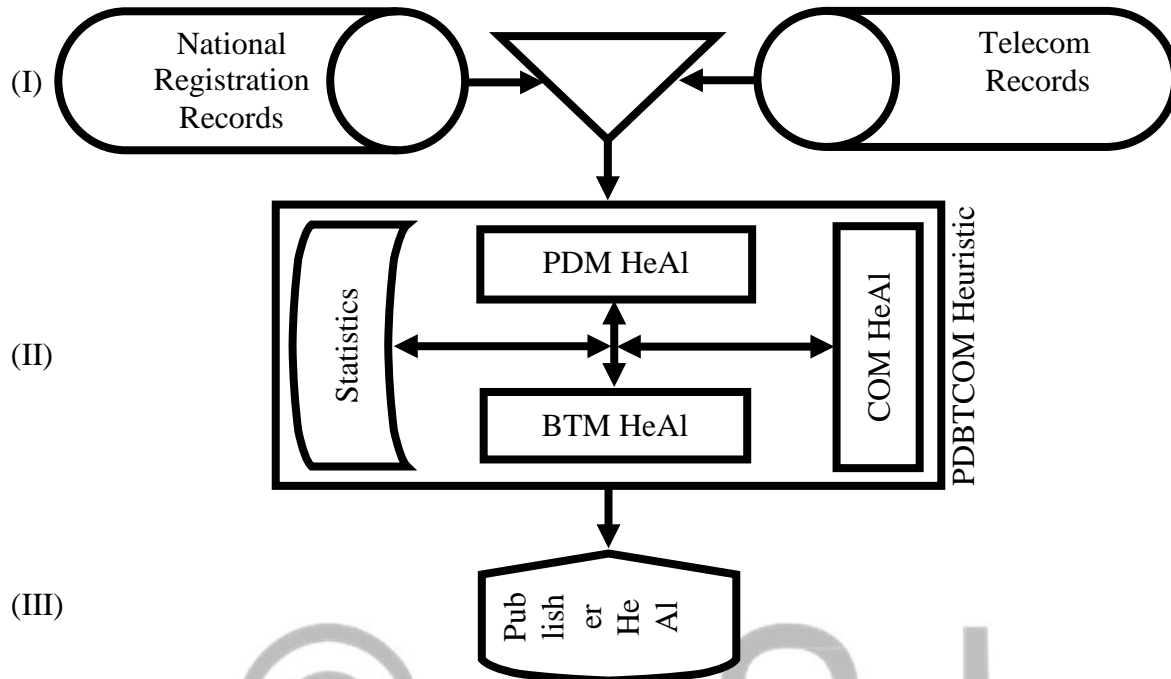 (I)
National
Registration
Records
Telecom
Records
(II)
Statistics
PDM HeAl
BTM HeAl
COM HeAl
PDBTCOM Heuristic
(III)
Pub
lish
er
He
Al